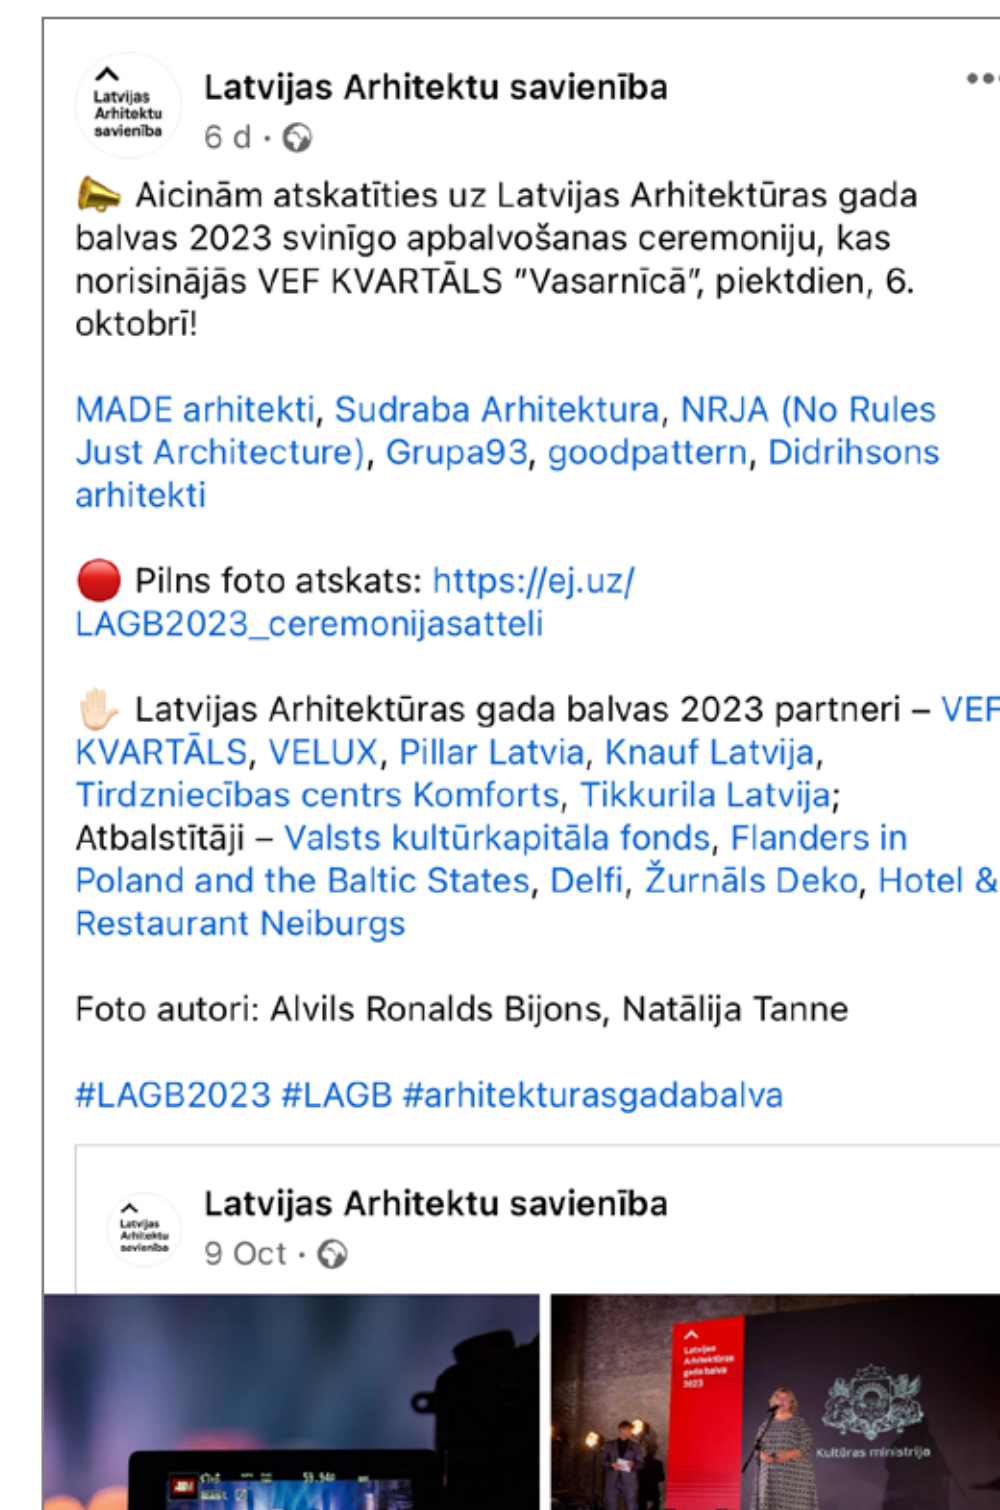 Latvijas
Arhitektu
savienība
Latvijas Arhitektu savienība
6 d ·
Aicinām atskatīties uz Latvijas Arhitektūras gada
balvas 2023 svinīgo apbalvošanas ceremoniju, kas
norisinājās VEF KVARTĀLS "Vasarnīcā", piektdien, 6.
oktobrī!
MADE arhitekti, Sudraba Arhitektura, NRJA (No Rules
Just Architecture), Grupa93, goodpattern, Didrihsons
arhitekti
Pilns foto atskats: https://ej.uz/
LAGB2023_ceremonijasatteli
Latvijas Arhitektūras gada balvas 2023 partneri – VEF
KVARTĀLS, VELUX, Pillar Latvia, Knauf Latvija,
Tirdzniecības centrs Komforts, Tikkurila Latvija;
Atbalstītāji – Valsts kultūrkapitāla fonds, Flanders in
Poland and the Baltic States, Delfi, Žurnāls Deko, Hotel &
Restaurant Neiburgs
Foto autori: Alvils Ronalds Bijons, Natālija Tanne
#LAGB2023 #LAGB #arhitekturasgadabalva
Latvijas
Arhitektu
savienība
Latvijas Arhitektu savienība
9 Oct ·
Latvijas
Arhitektūras
gada balva
2023
Kultūras ministrija